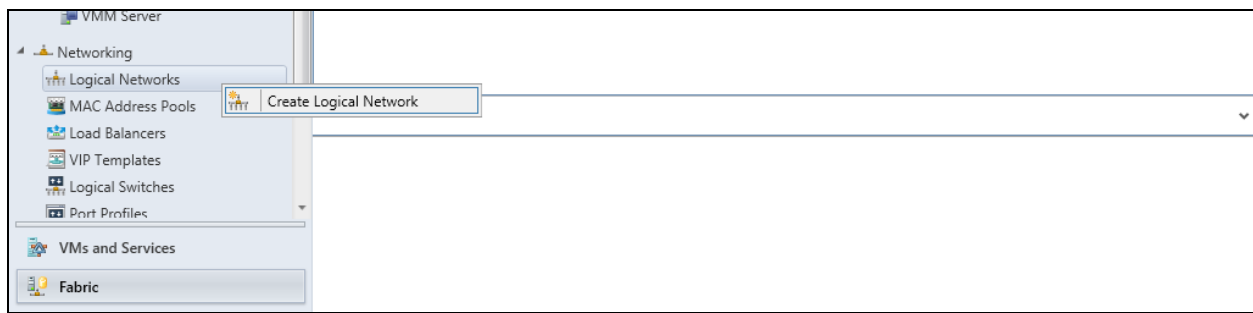 VMM Server
Networking
Logical Networks
Create Logical Network
MAC Address Pools
Load Balancers
VIP Templates
Logical Switches
Port Profiles
VMs and Services
Fabric